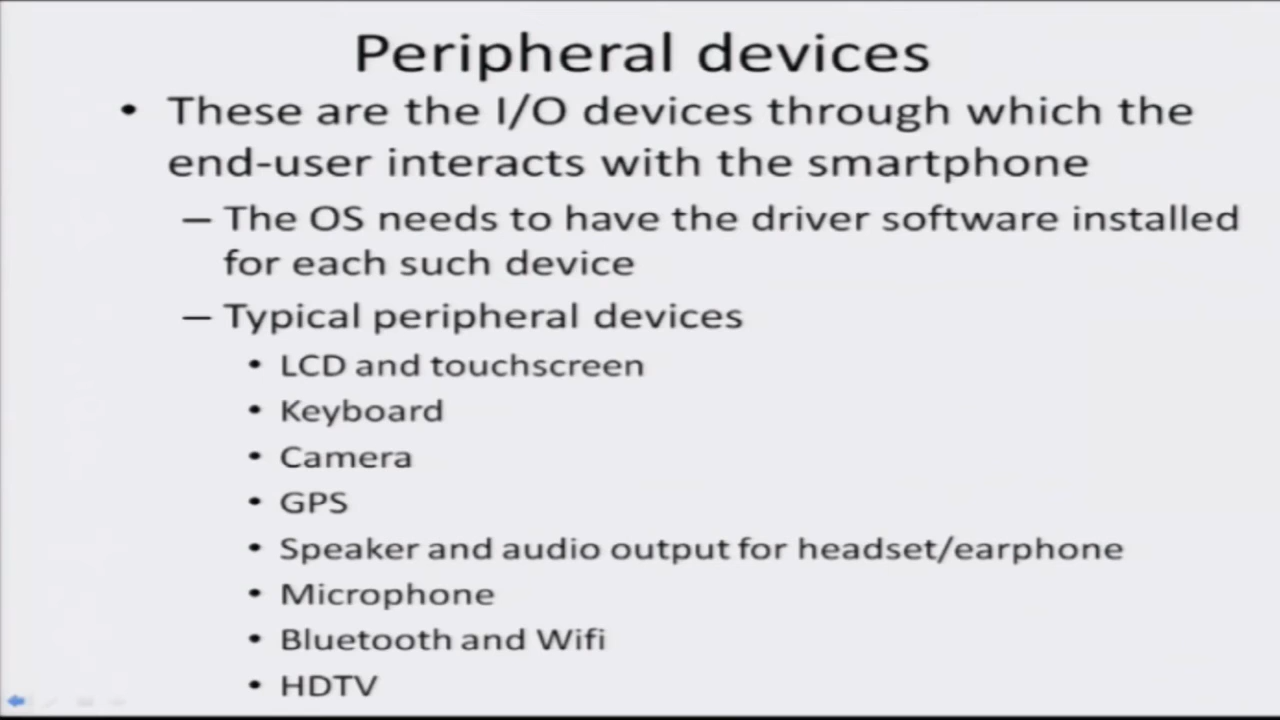 Peripheral devices
• These are the I/O devices through which the
end-user interacts with the smartphone
– The OS needs to have the driver software installed
for each such device
– Typical peripheral devices
• LCD and touchscreen
• Keyboard
• Camera
• GPS
• Speaker and audio output for headset/earphone
• Microphone
• Bluetooth and Wifi
• HDTV